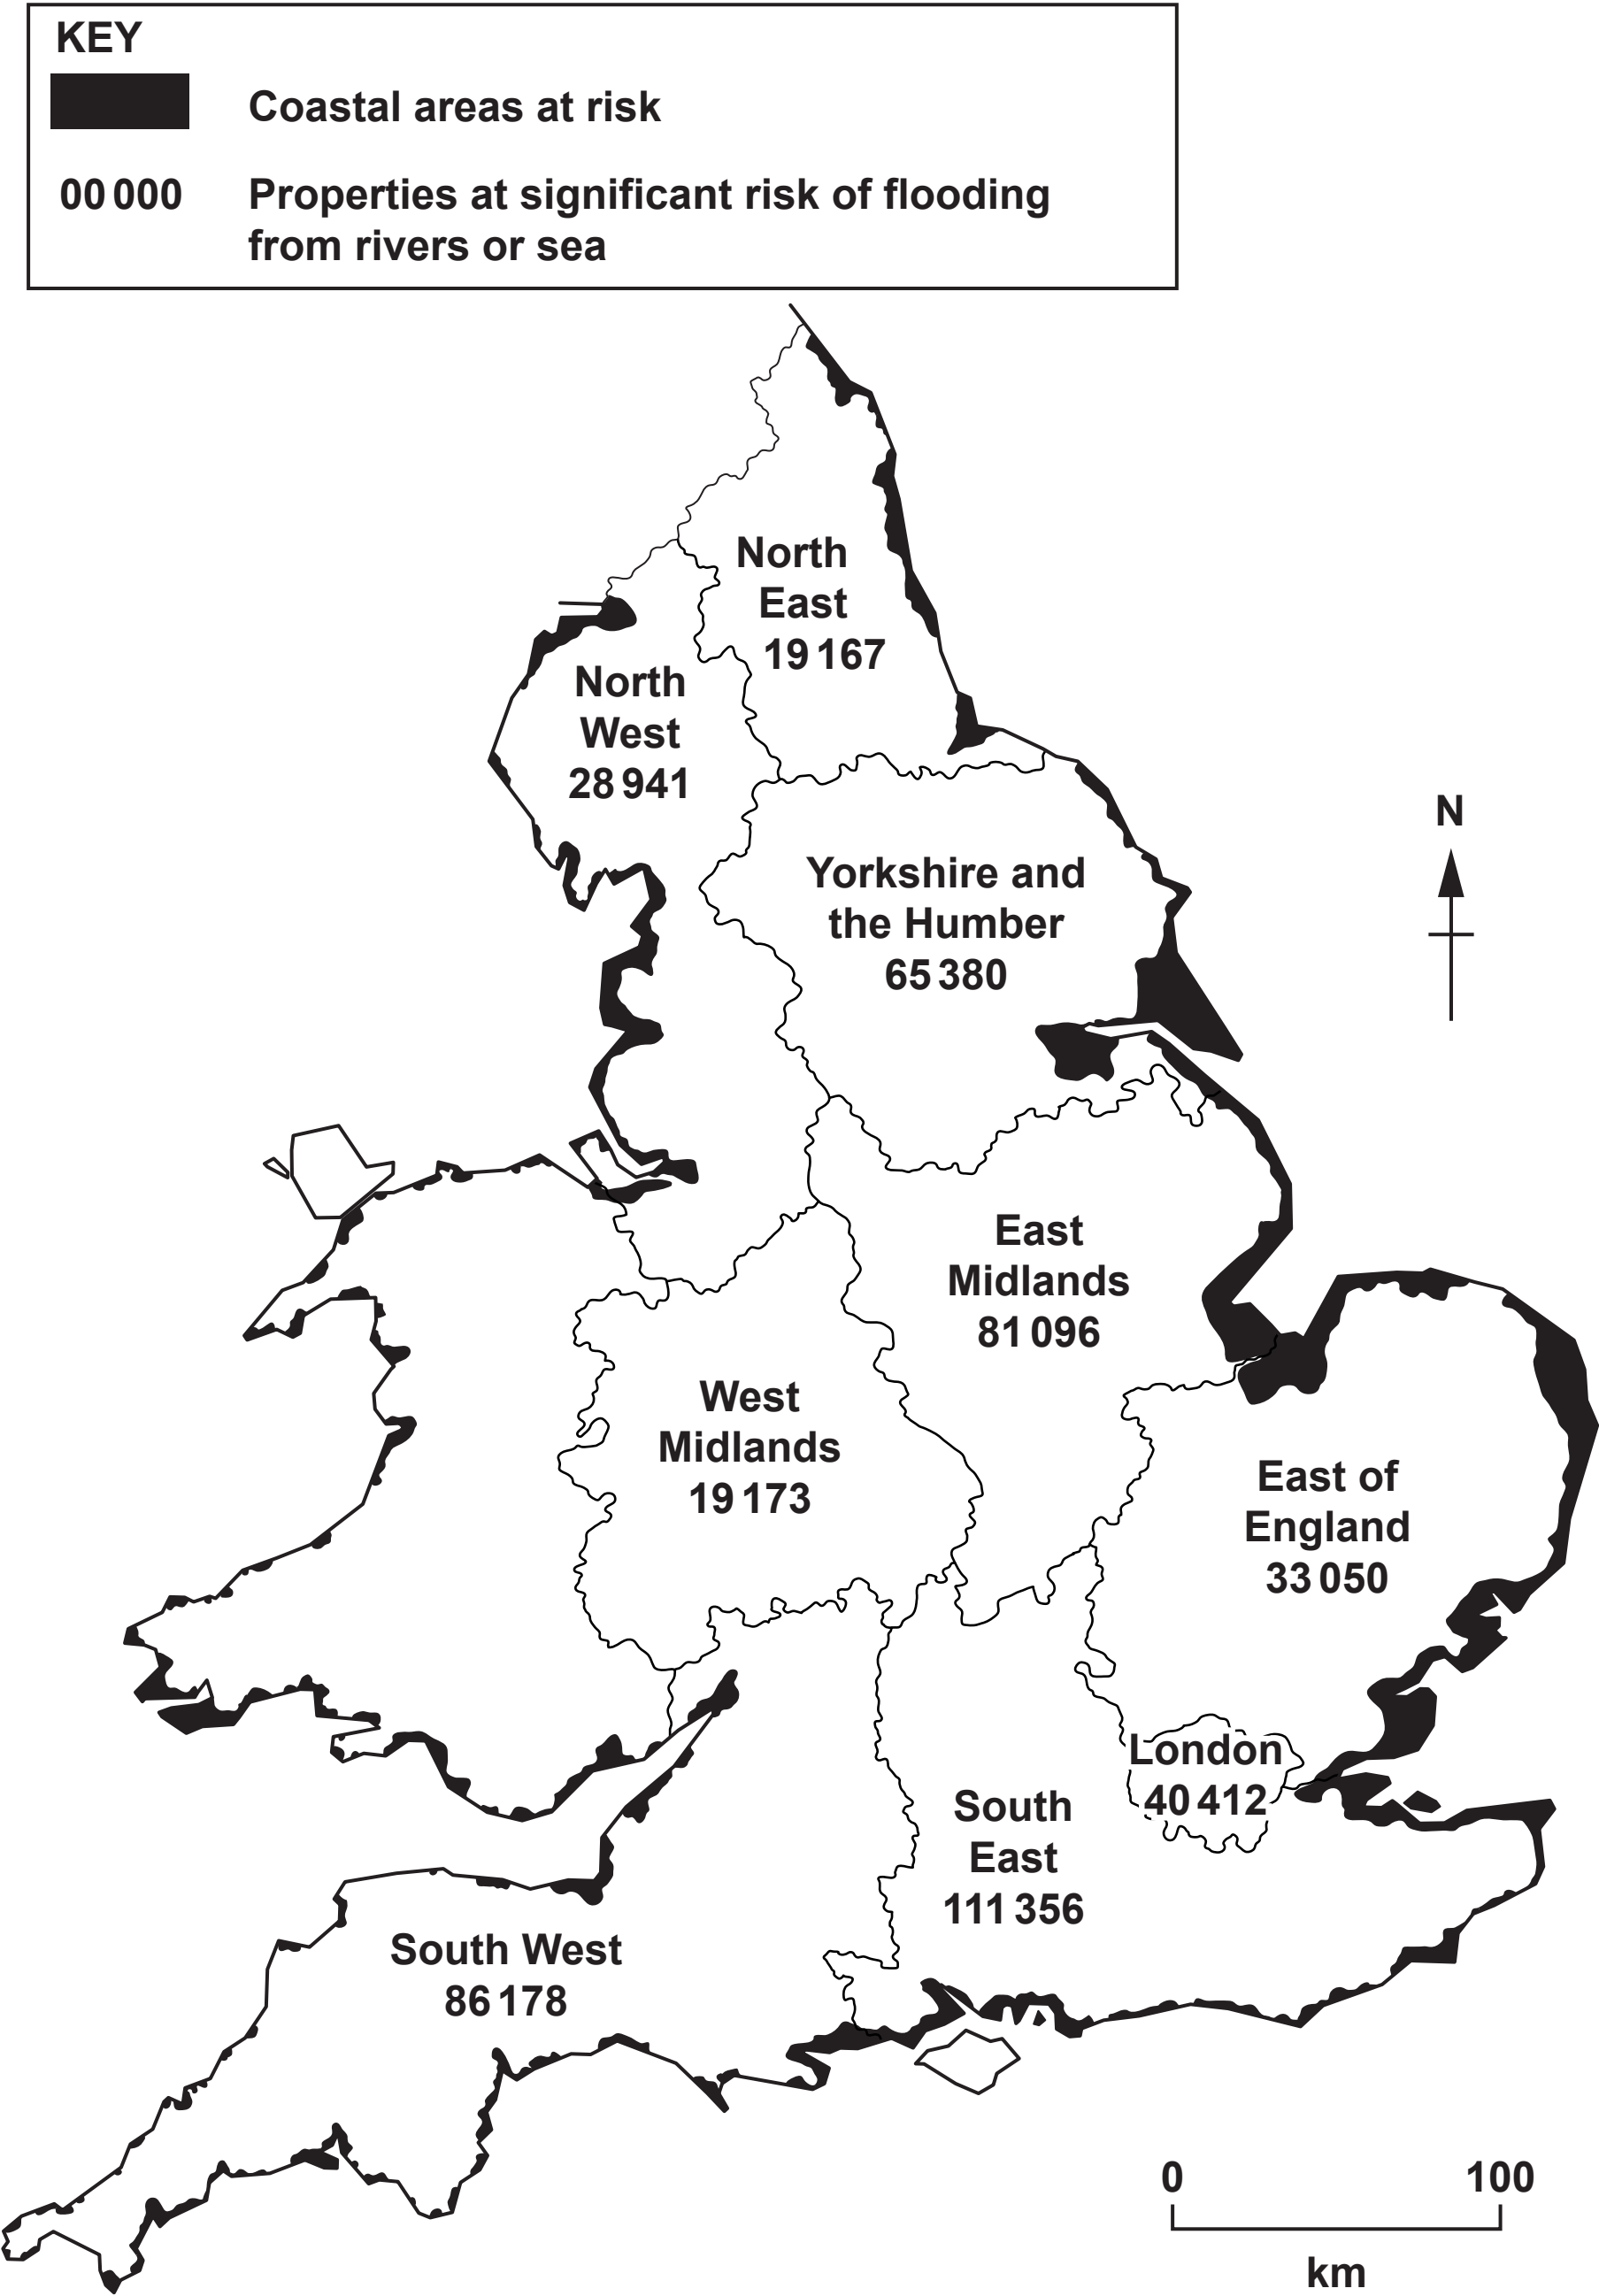 KEY
Coastal areas at risk
00 000 Properties at significant risk of flooding
from rivers or sea
North
East
19 167
North
West
28 941
N
Yorkshire and
the Humber
65 380
East
Midlands
81 096
West
Midlands
19 173
East of
England
33 050
London
40 412
South
East
111 356
South West
86 178
0 100
km